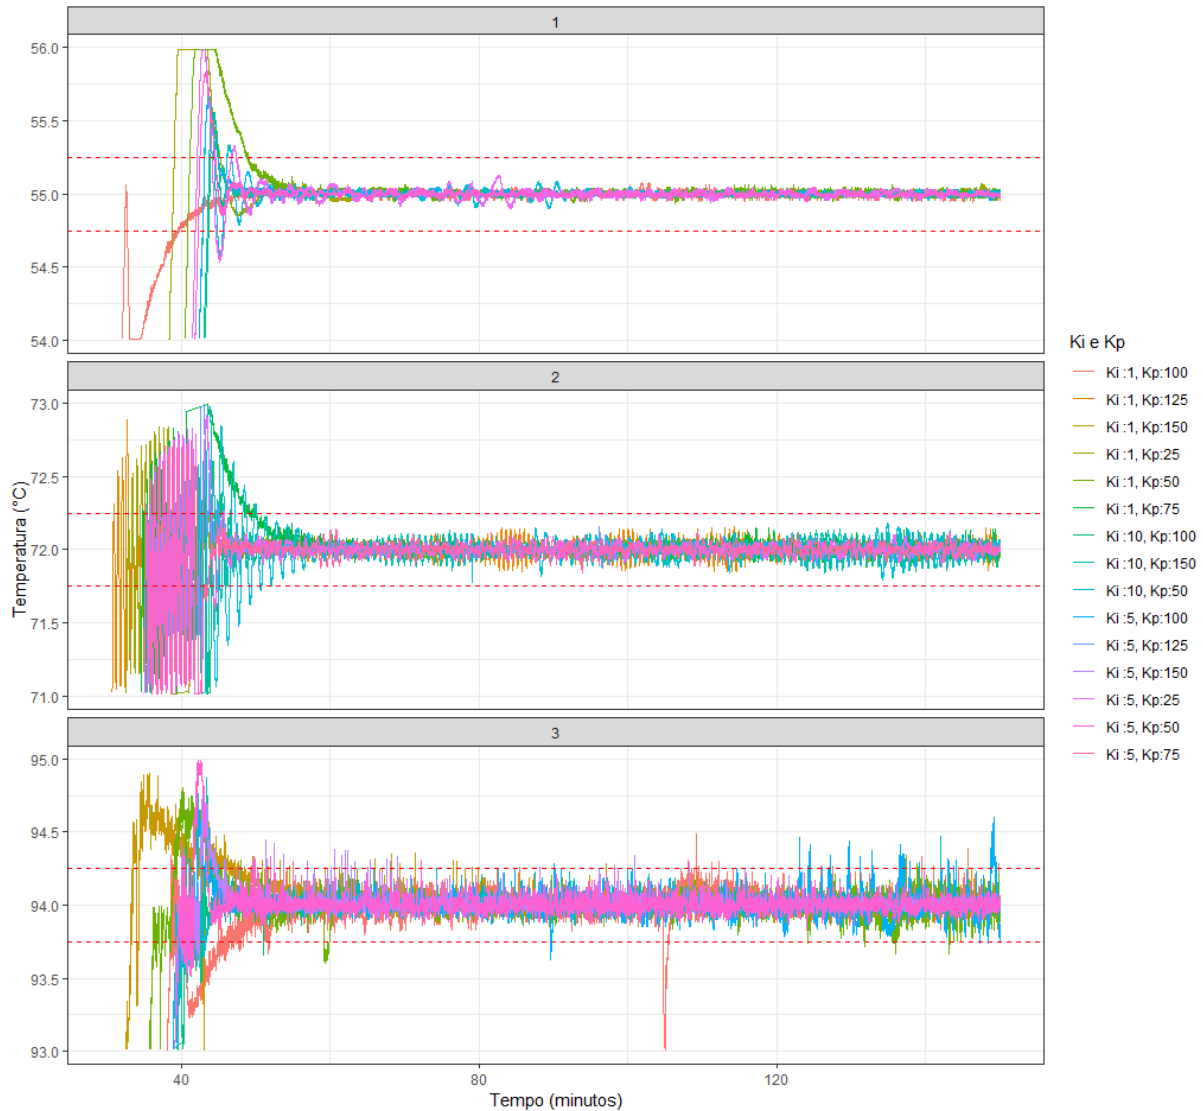 1
56.0
55.5
55.0
54.5
54.0
2
73.0
72.5
72.0
71.5
71.0
3
95.0
94.5
94.0
93.5
93.0
40
80
120
Tempo (minutos)
Temperatura (°C)
Ki e Kp
Ki :1, Kp:100
Ki :1, Kp:125
Ki :1, Kp:150
Ki :1, Kp:25
Ki :1, Kp:50
Ki :1, Kp:75
Ki :10, Kp:100
Ki :10, Kp:150
Ki :10, Kp:50
Ki :5, Kp:100
Ki :5, Kp:125
Ki :5, Kp:150
Ki :5, Kp:25
Ki :5, Kp:50
Ki :5, Kp:75